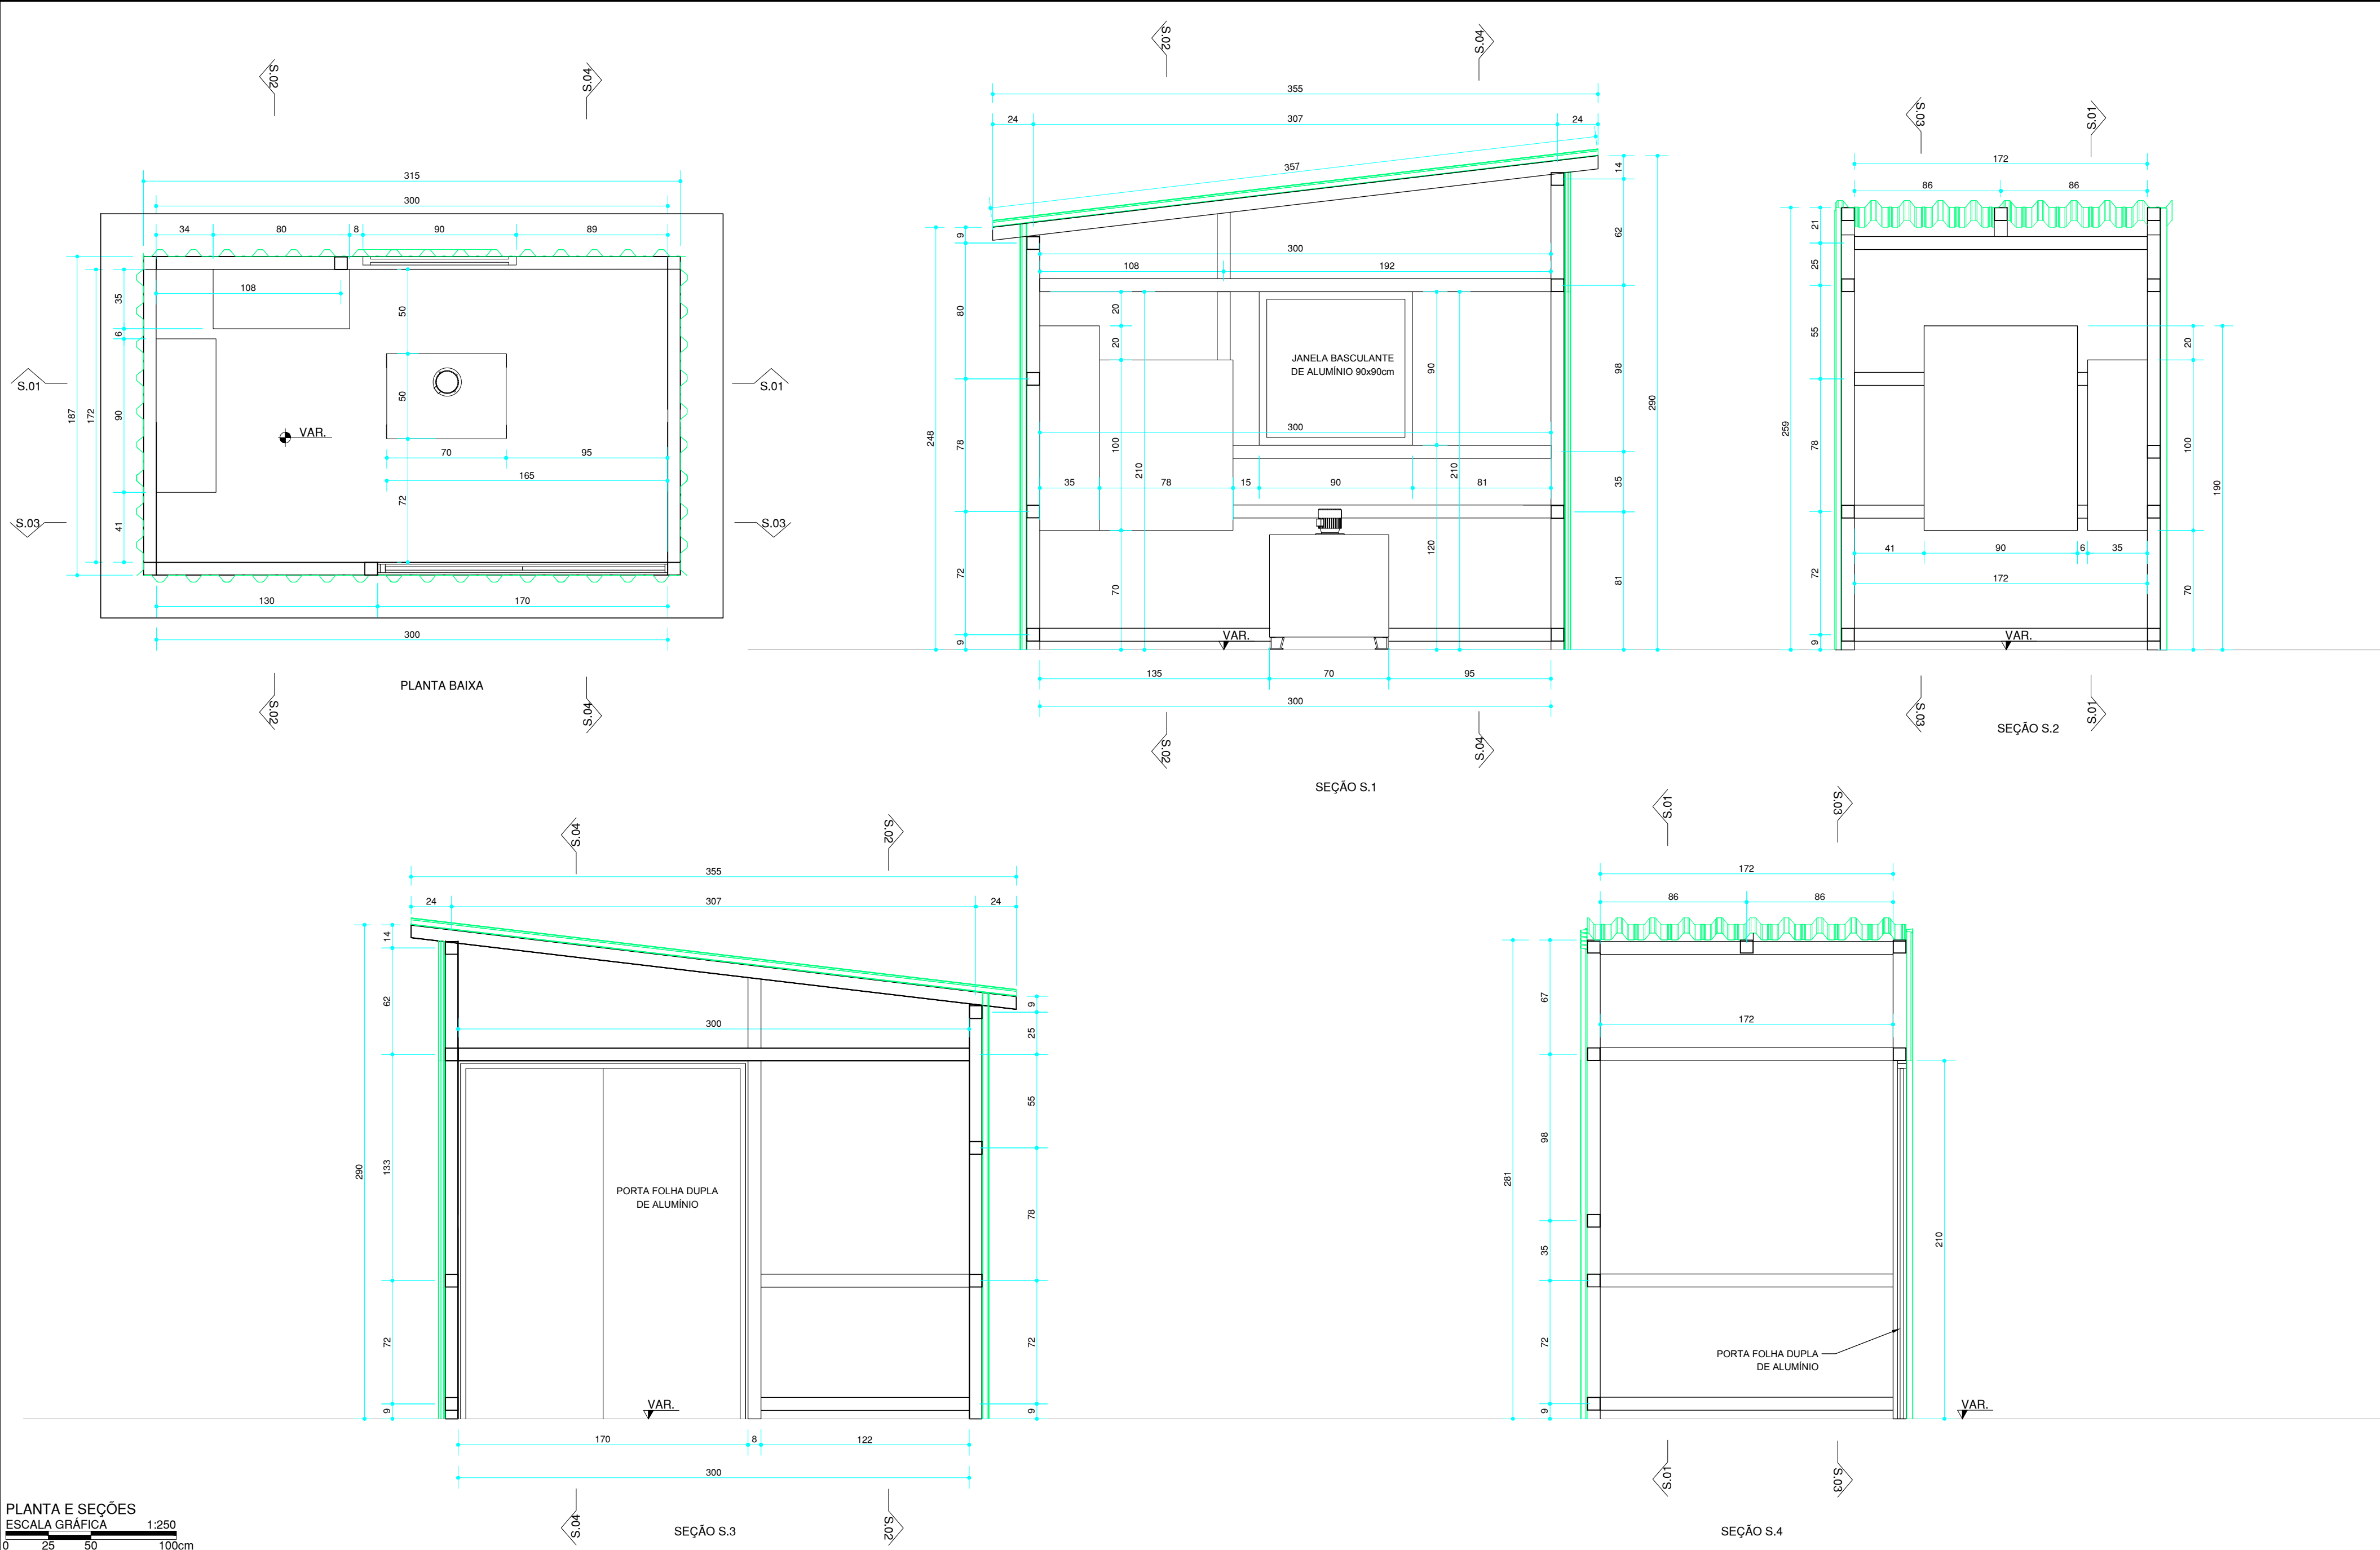 S.02
S.04
315
300
34
80
8
90
89
108
35
6
90
41
187
172
50
50
72
VAR.
70
95
165
S.01
S.01
S.03
S.03
130
170
300
S.02
S.04
PLANTA BAIXA
S.02
S.04
355
24
307
24
357
14
62
98
35
81
290
9
80
78
72
9
248
300
108
192
20
20
100
70
210
JANELA BASCULANTE
DE ALUMÍNIO 90x90cm
90
120
210
300
35
78
15
90
81
VAR.
135
70
95
300
S.02
S.04
SEÇÃO S.1
S.03
S.01
172
86
86
21
25
55
78
72
9
259
20
100
70
190
41
90
6
35
172
VAR.
S.03
S.01
SEÇÃO S.2
S.04
S.02
355
24
307
24
14
62
133
72
9
290
300
9
25
55
78
72
9
PORTA FOLHA DUPLA
DE ALUMÍNIO
VAR.
170
8
122
300
S.04
S.02
SEÇÃO S.3
S.01
S.03
172
86
86
67
98
35
72
9
281
172
210
PORTA FOLHA DUPLA
DE ALUMÍNIO
VAR.
S.01
S.03
SEÇÃO S.4
PLANTA E SEÇÕES
ESCALA GRÁFICA 1:250
0 25 50 100cm